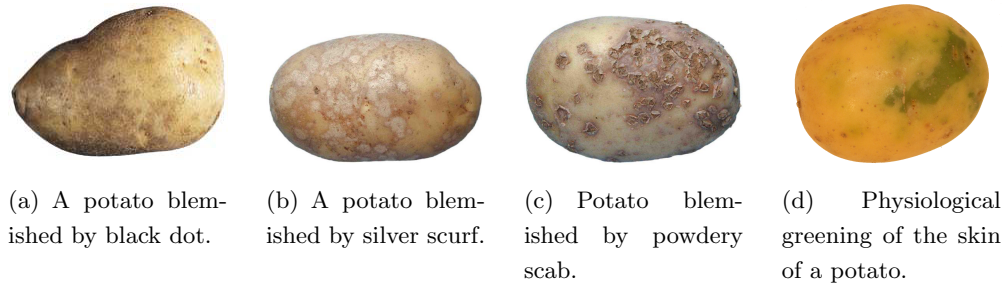 (a) A potato blem-
ished by black dot.
(b) A potato blem-
ished by silver scurf.
(c) Potato blem-
ished by powdery
scab.
(d) Physiological
greening of the skin
of a potato.